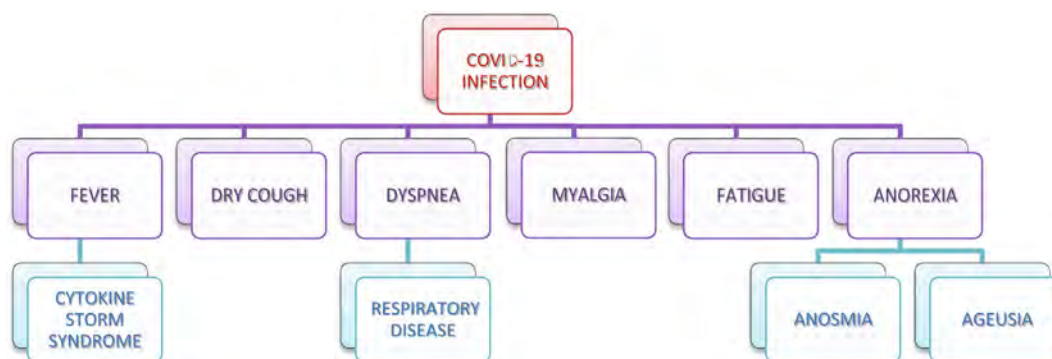 COVID-19
INFECTION
FEVER
DRY COUGH
DYSPNEA
MYALGIA
FATIGUE
ANOREXIA
CYTOKINE
STORM
SYNDROME
RESPIRATORY
DISEASE
ANOSMIA
AGEUSIA